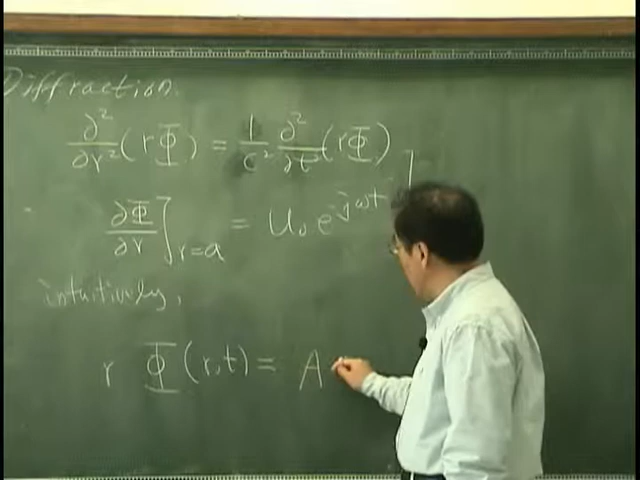 Diffraction.
∂²/∂r² (rΦ) = 1/c² ∂²/∂t² (rΦ)
∂Φ/∂r ]r=a = U₀ e^-jωt
intuitively,
r Φ(r,t) = A